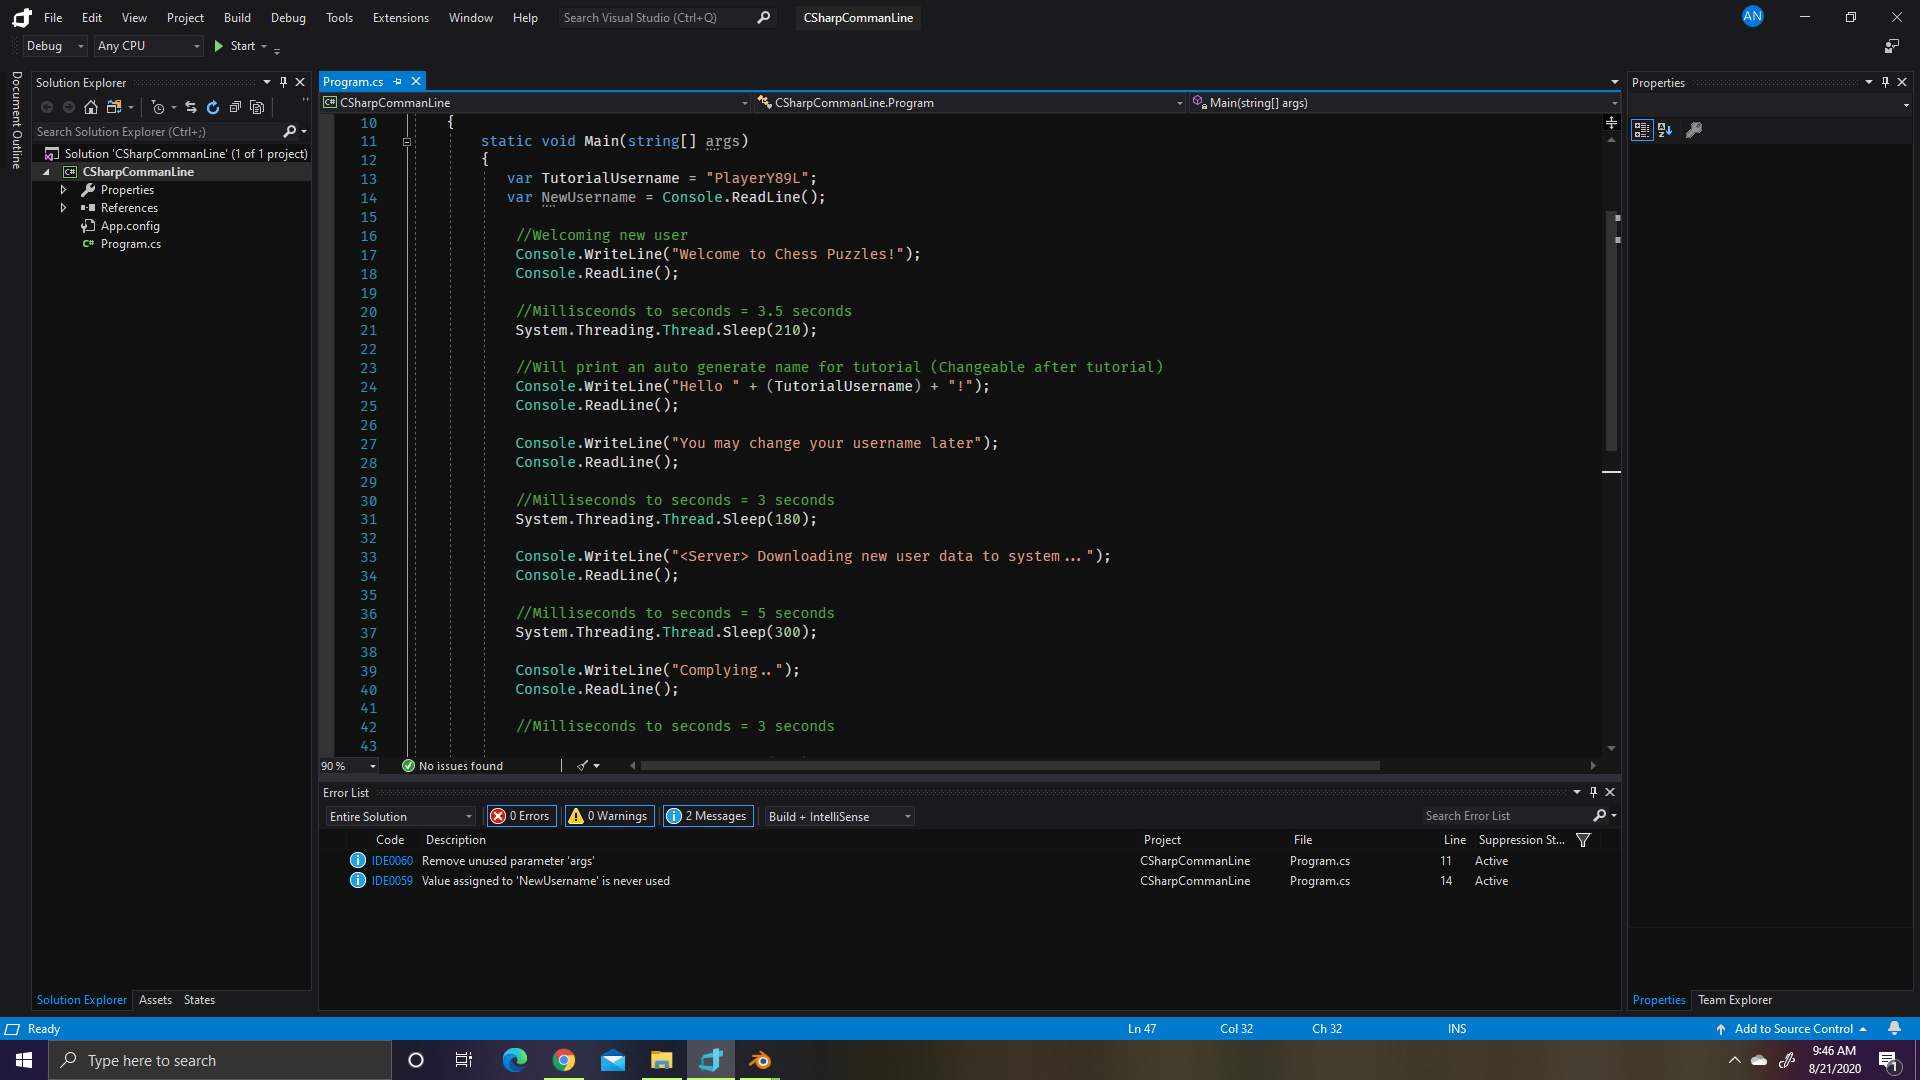 File Edit View Project Build Debug Tools Extensions Window Help Search Visual Studio (Ctrl+Q) CSharpCommanLine AN
Debug Any CPU Start
Document Outline
Solution Explorer
Search Solution Explorer (Ctrl+;)
Solution 'CSharpCommanLine' (1 of 1 project)
C# CSharpCommanLine
Properties
References
App.config
C# Program.cs
Solution Explorer Assets States
Program.cs
C# CSharpCommanLine CSharpCommanLine.Program Main(string[] args)
10 {
11 static void Main(string[] args)
12 {
13 var TutorialUsername = "PlayerY89L";
14 var NewUsername = Console.ReadLine();
15
16 //Welcoming new user
17 Console.WriteLine("Welcome to Chess Puzzles!");
18 Console.ReadLine();
19
20 //Millisceonds to seconds = 3.5 seconds
21 System.Threading.Thread.Sleep(210);
22
23 //Will print an auto generate name for tutorial (Changeable after tutorial)
24 Console.WriteLine("Hello " + (TutorialUsername) + "!");
25 Console.ReadLine();
26
27 Console.WriteLine("You may change your username later");
28 Console.ReadLine();
29
30 //Milliseconds to seconds = 3 seconds
31 System.Threading.Thread.Sleep(180);
32
33 Console.WriteLine("<Server> Downloading new user data to system...");
34 Console.ReadLine();
35
36 //Milliseconds to seconds = 5 seconds
37 System.Threading.Thread.Sleep(300);
38
39 Console.WriteLine("Complying..");
40 Console.ReadLine();
41
42 //Milliseconds to seconds = 3 seconds
43
90 % No issues found
Error List
Entire Solution 0 Errors 0 Warnings 2 Messages Build + IntelliSense Search Error List
Code Description Project File Line Suppression St...
IDE0060 Remove unused parameter 'args' CSharpCommanLine Program.cs 11 Active
IDE0059 Value assigned to 'NewUsername' is never used CSharpCommanLine Program.cs 14 Active
Properties
Properties Team Explorer
Ready Ln 47 Col 32 Ch 32 INS Add to Source Control
Type here to search
9:46 AM
8/21/2020
1